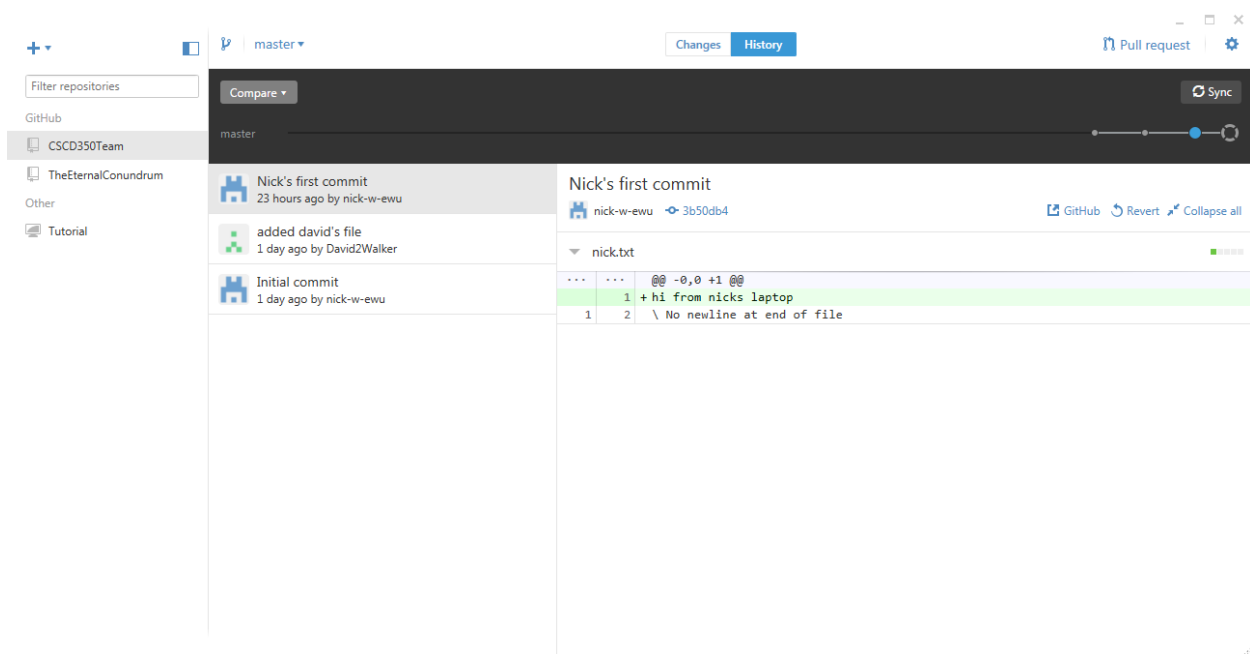 master
Changes
History
Pull request
Filter repositories
GitHub
CSCD350Team
TheEternalConundrum
Other
Tutorial
Compare
Sync
master
Nick's first commit
23 hours ago by nick-w-ewu
added david's file
1 day ago by David2Walker
Initial commit
1 day ago by nick-w-ewu
Nick's first commit
nick-w-ewu 3b50db4
GitHub Revert Collapse all
nick.txt
... ... @@ -0,0 +1 @@
1 + hi from nicks laptop
1 2 \ No newline at end of file